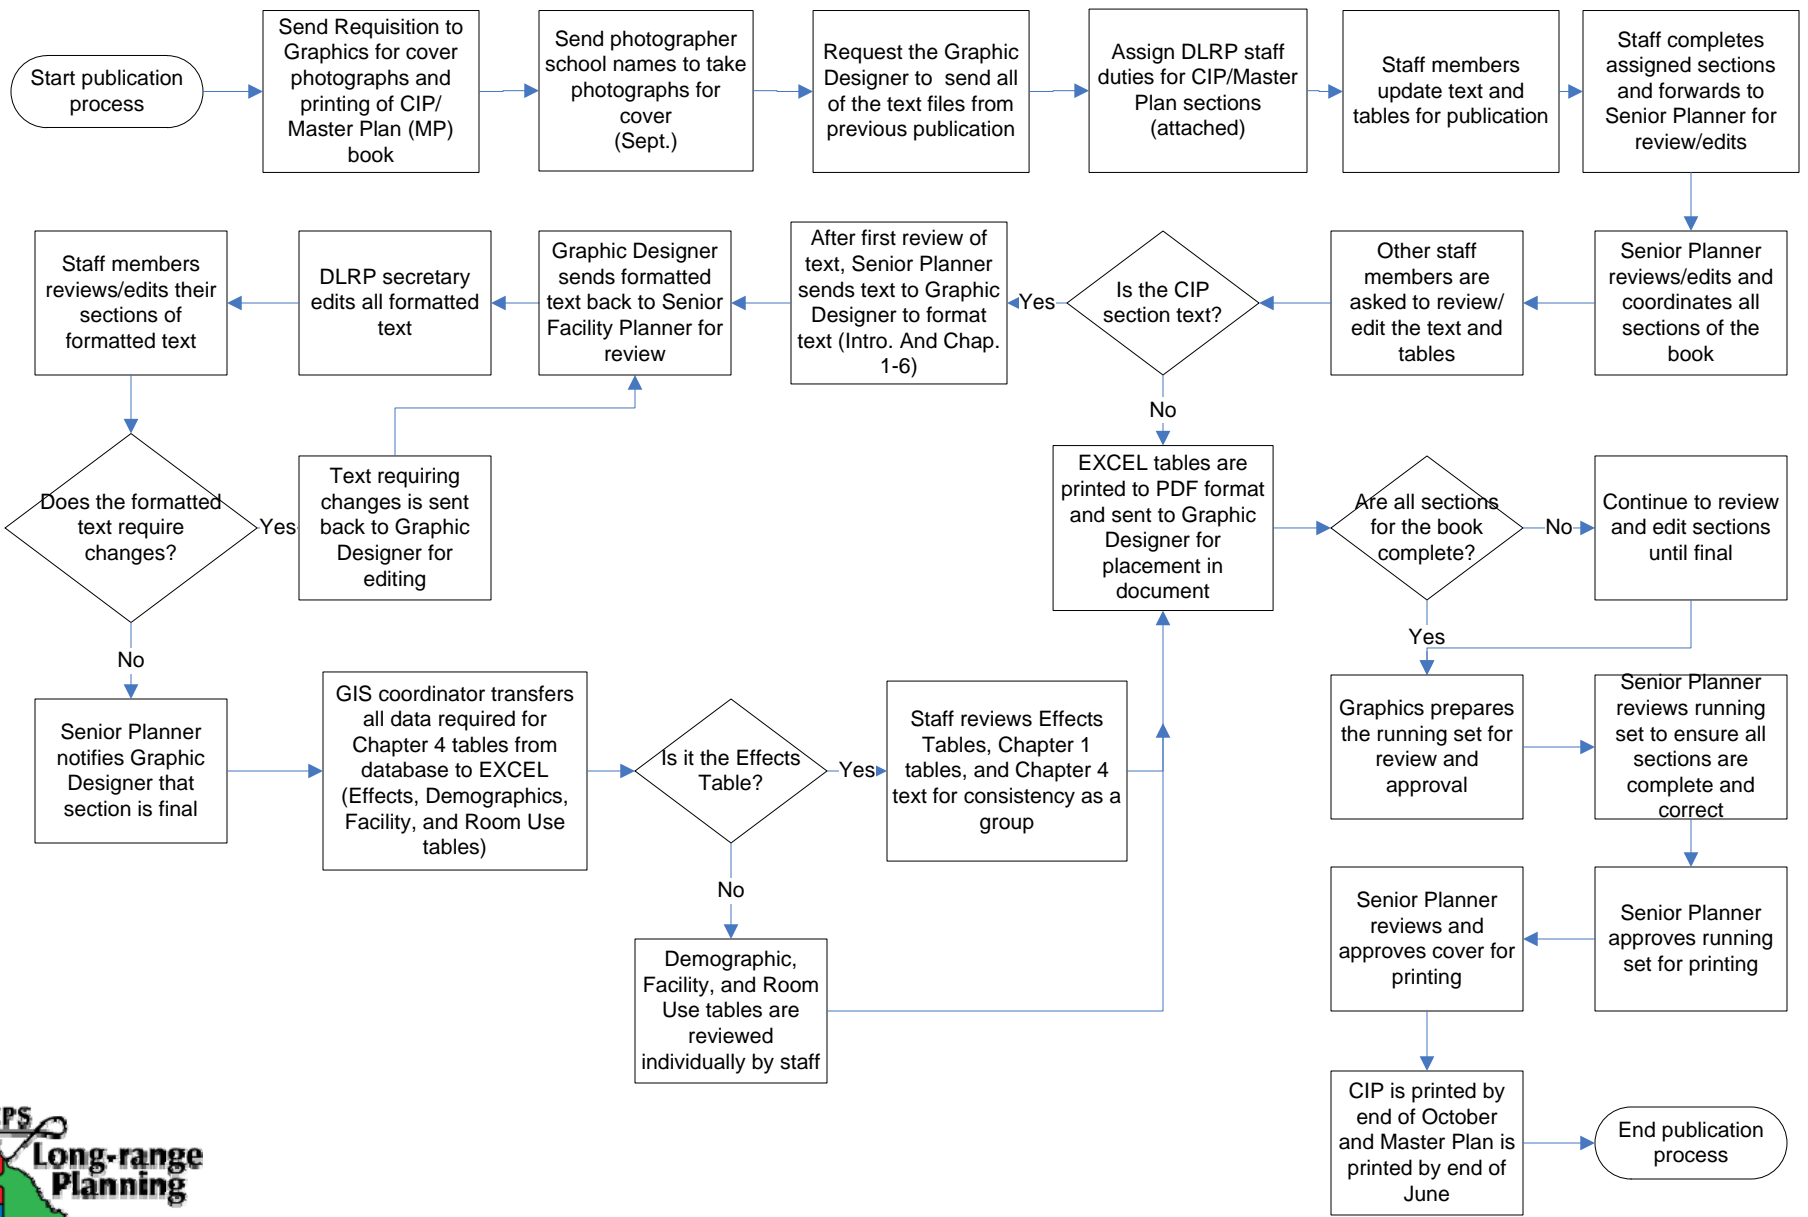 Start publication
process
Send Requisition to
Graphics for cover
photographs and
printing of CIP/
Master Plan (MP)
book
Send photographer
school names to take
photographs for
cover
(Sept.)
Request the Graphic
Designer to  send all
of the text files from
previous publication
Assign DLRP staff
duties for CIP/Master
Plan sections
(attached)
Staff members
update text and
tables for publication
Staff completes
assigned sections
and forwards to
Senior Planner for
review/edits
Senior Planner
reviews/edits and
coordinates all
sections of the
book
Other staff
members are
asked to review/
edit the text and
tables
Is the CIP
section text?
Yes
No
After first review of
text, Senior Planner
sends text to Graphic
Designer to format
text (Intro. And Chap.
1-6)
Graphic Designer
sends formatted
text back to Senior
Facility Planner for
review
DLRP secretary
edits all formatted
text
Staff members
reviews/edits their
sections of
formatted text
Does the formatted
text require
changes?
Yes
Text requiring
changes is sent
back to Graphic
Designer for
editing
No
Senior Planner
notifies Graphic
Designer that
section is final
GIS coordinator transfers
all data required for
Chapter 4 tables from
database to EXCEL
(Effects, Demographics,
Facility, and Room Use
tables)
Is it the Effects
Table?
Yes
Staff reviews Effects
Tables, Chapter 1
tables, and Chapter 4
text for consistency as a
group
No
Demographic,
Facility, and Room
Use tables are
reviewed
individually by staff
EXCEL tables are
printed to PDF format
and sent to Graphic
Designer for
placement in
document
Are all sections
for the book
complete?
No
Continue to review
and edit sections
until final
Yes
Graphics prepares
the running set for
review and
approval
Senior Planner
reviews running
set to ensure all
sections are
complete and
correct
Senior Planner
approves running
set for printing
Senior Planner
reviews and
approves cover for
printing
CIP is printed by
end of October
and Master Plan is
printed by end of
June
End publication
process
Long-range
Planning